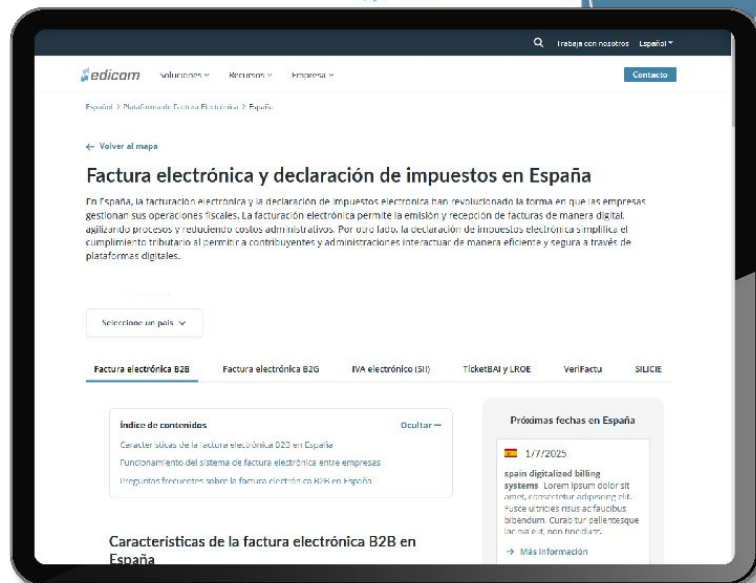 Trabaja con nosotros Español
edicom Soluciones Recursos Empresa Contacto
Español > Plataforma de Factura Electrónica > España
← Volver al mapa
Factura electrónica y declaración de impuestos en España
En España, la facturación electrónica y la declaración de impuestos electrónica han revolucionado la forma en que las empresas
gestionan sus operaciones fiscales. La facturación electrónica permite la emisión y recepción de facturas de manera digital,
agilizando procesos y reduciendo costos administrativos. Por otro lado, la declaración de impuestos electrónica simplifica el
cumplimiento tributario al permitir a contribuyentes y administraciones interactuar de manera eficiente y segura a través de
plataformas digitales.
Seleccione un país
Factura electrónica B2B Factura electrónica B2G IVA electrónico (SII) TicketBAI y LROE VeriFactu SILICIE
Índice de contenidos Ocultar —
Características de la factura electrónica B2B en España
Funcionamiento del sistema de factura electrónica entre empresas
Preguntas frecuentes sobre la factura electrónica B2B en España
Características de la factura electrónica B2B en
España
Próximas fechas en España
1/7/2025
spain digitalized billing
systems Lorem ipsum dolor sit
amet, consectetur adipiscing elit.
Fusce ultricies risus ac faucibus
bibendum. Curabitur pellentesque
lacinia elit, non tincidunt.
→ Más información